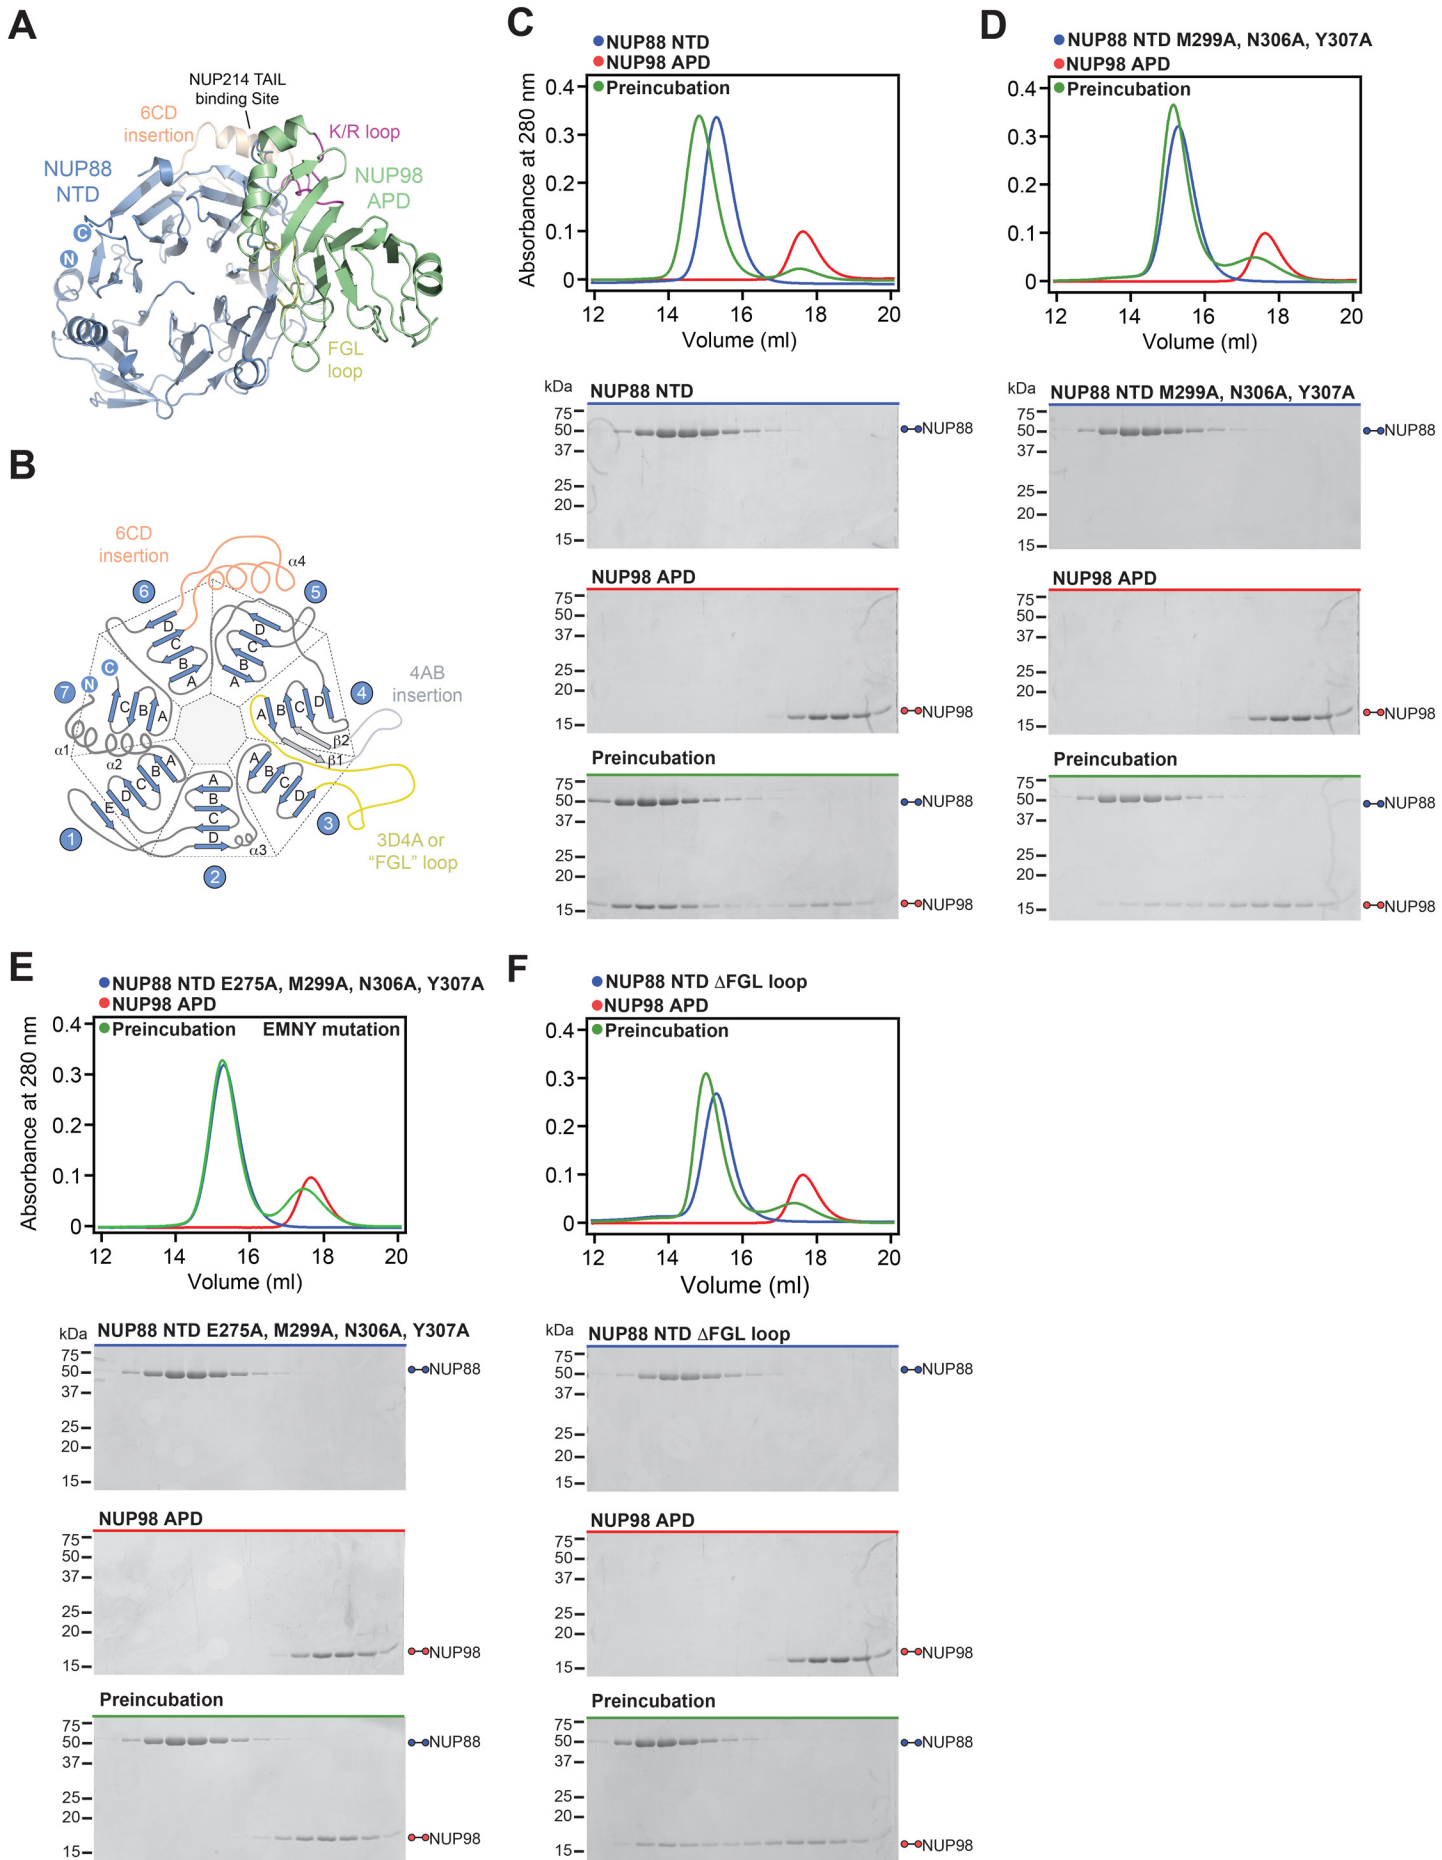 A
NUP214 TAIL
binding Site
6CD
insertion
K/R loop
NUP88
NTD
NUP98
APD
C
N
FGL
loop
B
6CD
insertion
α4
6
5
D
C
B
A
D
C
B
A
4AB
insertion
7
N
C
4
C B A
A B C D
β2
β1
α1
α2
E D C B A
A
B
C
D
A
B
C
D
1
α3
3
2
3D4A or
“FGL” loop
C
NUP88 NTD
NUP98 APD
Preincubation
Absorbance at 280 nm
0.4
0.3
0.2
0.1
0
12 14 16 18 20
Volume (ml)
kDa
NUP88 NTD
75
50
37
25
20
15
NUP88
NUP98 APD
75
50
37
25
20
15
NUP98
Preincubation
75
50
37
25
20
15
NUP88
NUP98
D
NUP88 NTD M299A, N306A, Y307A
NUP98 APD
Preincubation
0.4
0.3
0.2
0.1
0
12 14 16 18 20
Volume (ml)
kDa
NUP88 NTD M299A, N306A, Y307A
75
50
37
25
20
15
NUP88
NUP98 APD
75
50
37
25
20
15
NUP98
Preincubation
75
50
37
25
20
15
NUP88
NUP98
E
NUP88 NTD E275A, M299A, N306A, Y307A
NUP98 APD
Preincubation EMNY mutation
Absorbance at 280 nm
0.4
0.3
0.2
0.1
0
12 14 16 18 20
Volume (ml)
kDa
NUP88 NTD E275A, M299A, N306A, Y307A
75
50
37
25
20
15
NUP88
NUP98 APD
75
50
37
25
20
15
NUP98
Preincubation
75
50
37
25
20
15
NUP88
NUP98
F
NUP88 NTD ΔFGL loop
NUP98 APD
Preincubation
0.4
0.3
0.2
0.1
0
12 14 16 18 20
Volume (ml)
kDa
NUP88 NTD ΔFGL loop
75
50
37
25
20
15
NUP88
NUP98 APD
75
50
37
25
20
15
NUP98
Preincubation
75
50
37
25
20
15
NUP88
NUP98